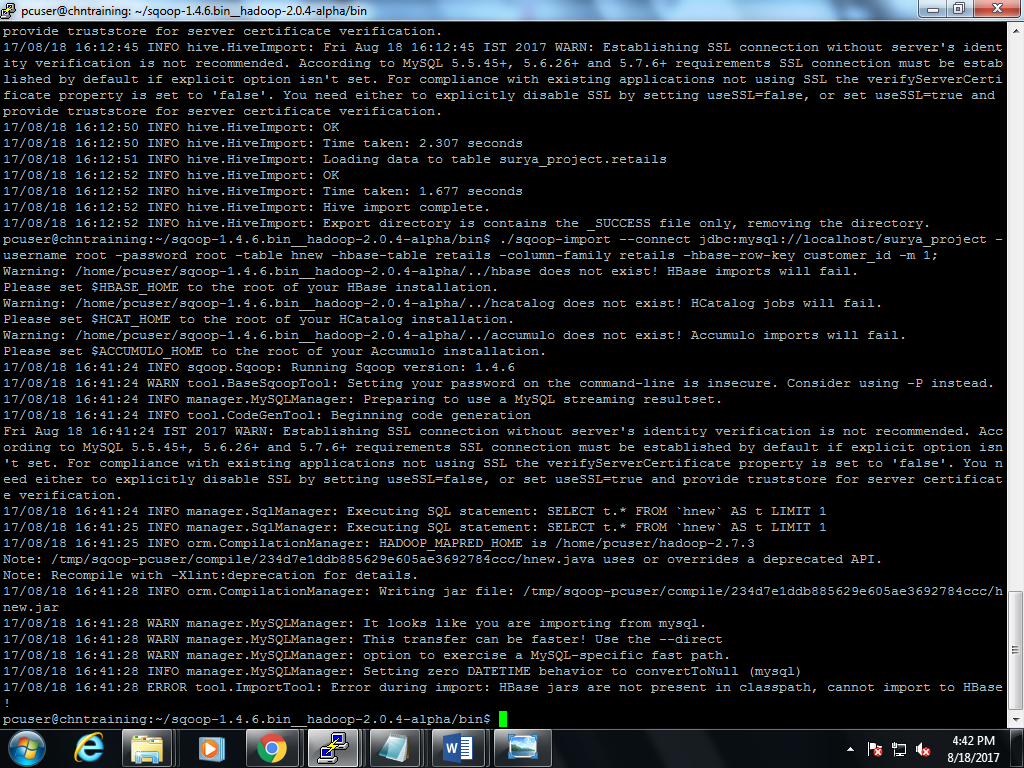 pcuser@chntraining: ~/sqoop-1.4.6.bin__hadoop-2.0.4-alpha/bin
provide truststore for server certificate verification.
17/08/18 16:12:45 INFO hive.HiveImport: Fri Aug 18 16:12:45 IST 2017 WARN: Establishing SSL connection without server's ident
ity verification is not recommended. According to MySQL 5.5.45+, 5.6.26+ and 5.7.6+ requirements SSL connection must be estab
lished by default if explicit option isn't set. For compliance with existing applications not using SSL the verifyServerCerti
ficate property is set to 'false'. You need either to explicitly disable SSL by setting useSSL=false, or set useSSL=true and
provide truststore for server certificate verification.
17/08/18 16:12:50 INFO hive.HiveImport: OK
17/08/18 16:12:50 INFO hive.HiveImport: Time taken: 2.307 seconds
17/08/18 16:12:51 INFO hive.HiveImport: Loading data to table surya_project.retails
17/08/18 16:12:52 INFO hive.HiveImport: OK
17/08/18 16:12:52 INFO hive.HiveImport: Time taken: 1.677 seconds
17/08/18 16:12:52 INFO hive.HiveImport: Hive import complete.
17/08/18 16:12:52 INFO hive.HiveImport: Export directory is contains the _SUCCESS file only, removing the directory.
pcuser@chntraining:~/sqoop-1.4.6.bin__hadoop-2.0.4-alpha/bin$ ./sqoop-import --connect jdbc:mysql://localhost/surya_project -
username root -password root -table hnew -hbase-table retails -column-family retails -hbase-row-key customer_id -m 1;
Warning: /home/pcuser/sqoop-1.4.6.bin__hadoop-2.0.4-alpha/../hbase does not exist! HBase imports will fail.
Please set $HBASE_HOME to the root of your HBase installation.
Warning: /home/pcuser/sqoop-1.4.6.bin__hadoop-2.0.4-alpha/../hcatalog does not exist! HCatalog jobs will fail.
Please set $HCAT_HOME to the root of your HCatalog installation.
Warning: /home/pcuser/sqoop-1.4.6.bin__hadoop-2.0.4-alpha/../accumulo does not exist! Accumulo imports will fail.
Please set $ACCUMULO_HOME to the root of your Accumulo installation.
17/08/18 16:41:24 INFO sqoop.Sqoop: Running Sqoop version: 1.4.6
17/08/18 16:41:24 WARN tool.BaseSqoopTool: Setting your password on the command-line is insecure. Consider using -P instead.
17/08/18 16:41:24 INFO manager.MySQLManager: Preparing to use a MySQL streaming resultset.
17/08/18 16:41:24 INFO tool.CodeGenTool: Beginning code generation
Fri Aug 18 16:41:24 IST 2017 WARN: Establishing SSL connection without server's identity verification is not recommended. Acc
ording to MySQL 5.5.45+, 5.6.26+ and 5.7.6+ requirements SSL connection must be established by default if explicit option isn
't set. For compliance with existing applications not using SSL the verifyServerCertificate property is set to 'false'. You n
eed either to explicitly disable SSL by setting useSSL=false, or set useSSL=true and provide truststore for server certificat
e verification.
17/08/18 16:41:24 INFO manager.SqlManager: Executing SQL statement: SELECT t.* FROM `hnew` AS t LIMIT 1
17/08/18 16:41:25 INFO manager.SqlManager: Executing SQL statement: SELECT t.* FROM `hnew` AS t LIMIT 1
17/08/18 16:41:25 INFO orm.CompilationManager: HADOOP_MAPRED_HOME is /home/pcuser/hadoop-2.7.3
Note: /tmp/sqoop-pcuser/compile/234d7e1ddb885629e605ae3692784ccc/hnew.java uses or overrides a deprecated API.
Note: Recompile with -Xlint:deprecation for details.
17/08/18 16:41:28 INFO orm.CompilationManager: Writing jar file: /tmp/sqoop-pcuser/compile/234d7e1ddb885629e605ae3692784ccc/h
new.jar
17/08/18 16:41:28 WARN manager.MySQLManager: It looks like you are importing from mysql.
17/08/18 16:41:28 WARN manager.MySQLManager: This transfer can be faster! Use the --direct
17/08/18 16:41:28 WARN manager.MySQLManager: option to exercise a MySQL-specific fast path.
17/08/18 16:41:28 INFO manager.MySQLManager: Setting zero DATETIME behavior to convertToNull (mysql)
17/08/18 16:41:28 ERROR tool.ImportTool: Error during import: HBase jars are not present in classpath, cannot import to HBase
!
pcuser@chntraining:~/sqoop-1.4.6.bin__hadoop-2.0.4-alpha/bin$
4:42 PM
8/18/2017